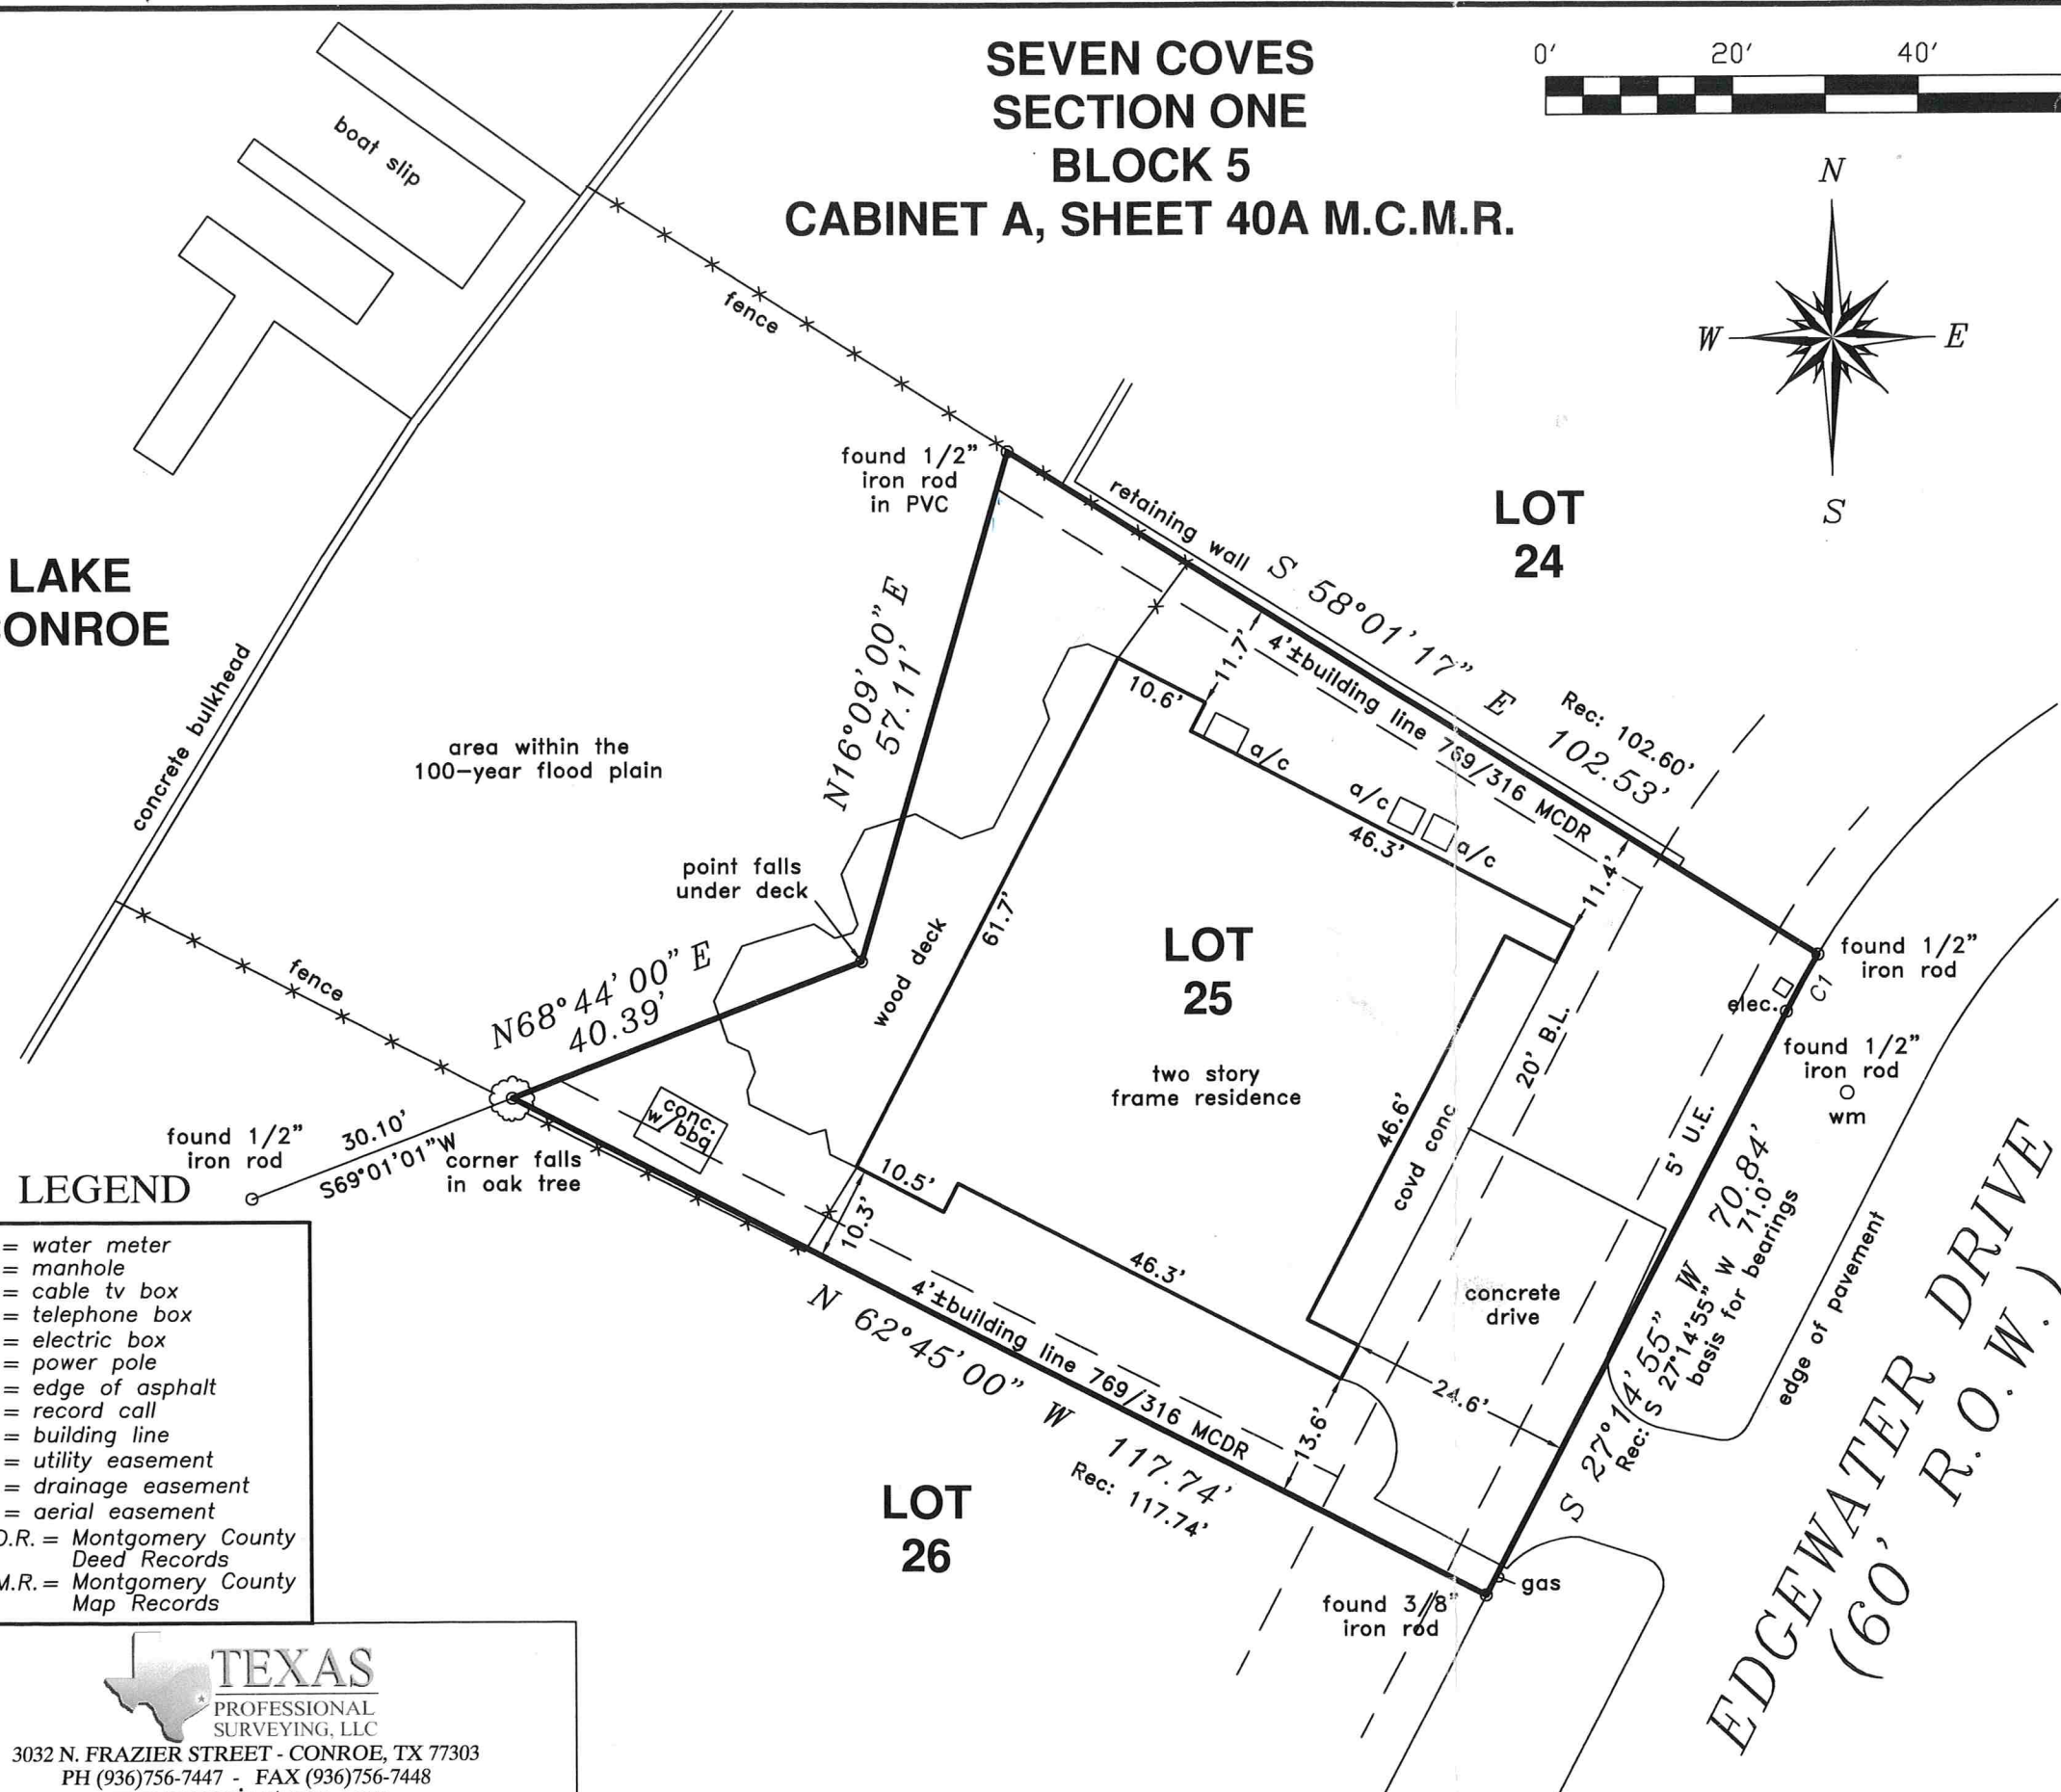 SEVEN COVES
SECTION ONE
BLOCK 5
CABINET A, SHEET 40A M.C.M.R.
0' 20' 40'
N
W E
S
boat slip
fence
found 1/2"
iron rod
in PVC
retaining wall
LOT
24
S 58°01'17" E 102.53'
Rec: 102.60'
LAKE
CONROE
concrete bulkhead
N16°09'00" E
57.11'
area within the
100-year flood plain
11.7'
4'±building line 769/316 MCDR
10.6'
a/c
a/c
a/c
46.3'
11.4'
point falls
under deck
61.7'
wood deck
LOT
25
two story
frame residence
found 1/2"
iron rod
C1
elec.
found 1/2"
iron rod
wm
20' B.L.
5' U.E.
46.6'
covd conc
fence
N68°44'00" E
40.39'
conc.
w/bbq
found 1/2"
iron rod
30.10'
S69°01'01"W
corner falls
in oak tree
10.5'
10.3'
46.3'
4'±building line 769/316 MCDR
N 62°45'00" W 117.74'
Rec: 117.74'
concrete
drive
24.6'
13.6'
S 27°14'55" W 70.84'
Rec: S 27°14'55" W 71.0'
basis for bearings
edge of pavement
EDGEWATER DRIVE
(60' R.O.W.)
LOT
26
gas
found 3/8"
iron rod
LEGEND
= water meter
= manhole
= cable tv box
= telephone box
= electric box
= power pole
= edge of asphalt
= record call
= building line
= utility easement
= drainage easement
= aerial easement
D.R. = Montgomery County
Deed Records
M.R. = Montgomery County
Map Records
TEXAS
PROFESSIONAL
SURVEYING, LLC
3032 N. FRAZIER STREET - CONROE, TX 77303
PH (936)756-7447 - FAX (936)756-7448